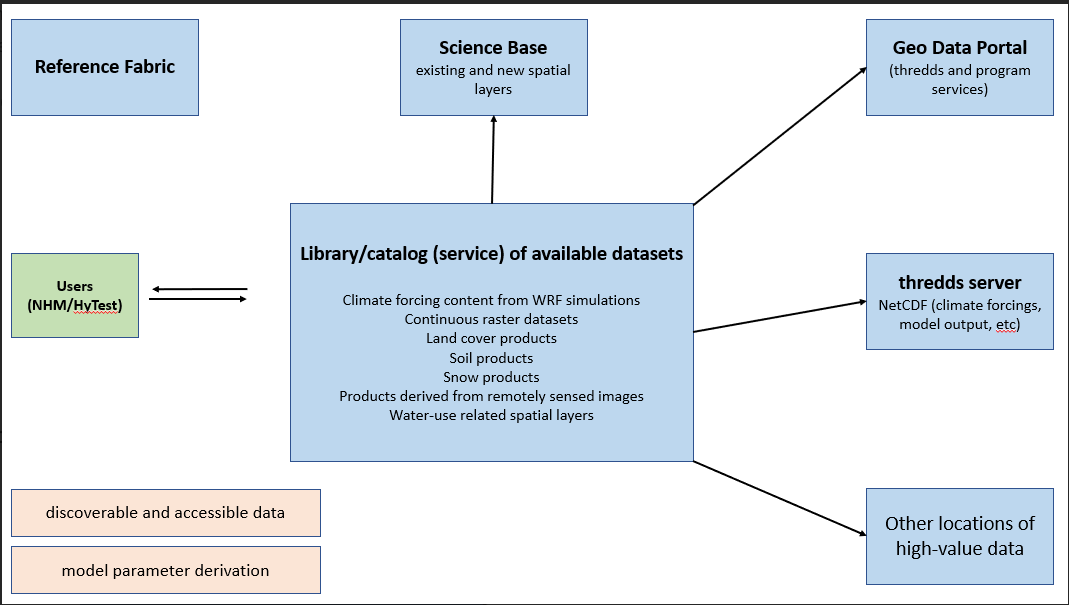 Reference Fabric
Science Base
existing and new spatial
layers
Geo Data Portal
(thredds and program
services)
Library/catalog (service) of available datasets
Climate forcing content from WRF simulations
Continuous raster datasets
Land cover products
Soil products
Snow products
Products derived from remotely sensed images
Water-use related spatial layers
Users
(NHM/HyTest)
thredds server
NetCDF (climate forcings,
model output, etc)
discoverable and accessible data
model parameter derivation
Other locations of
high-value data